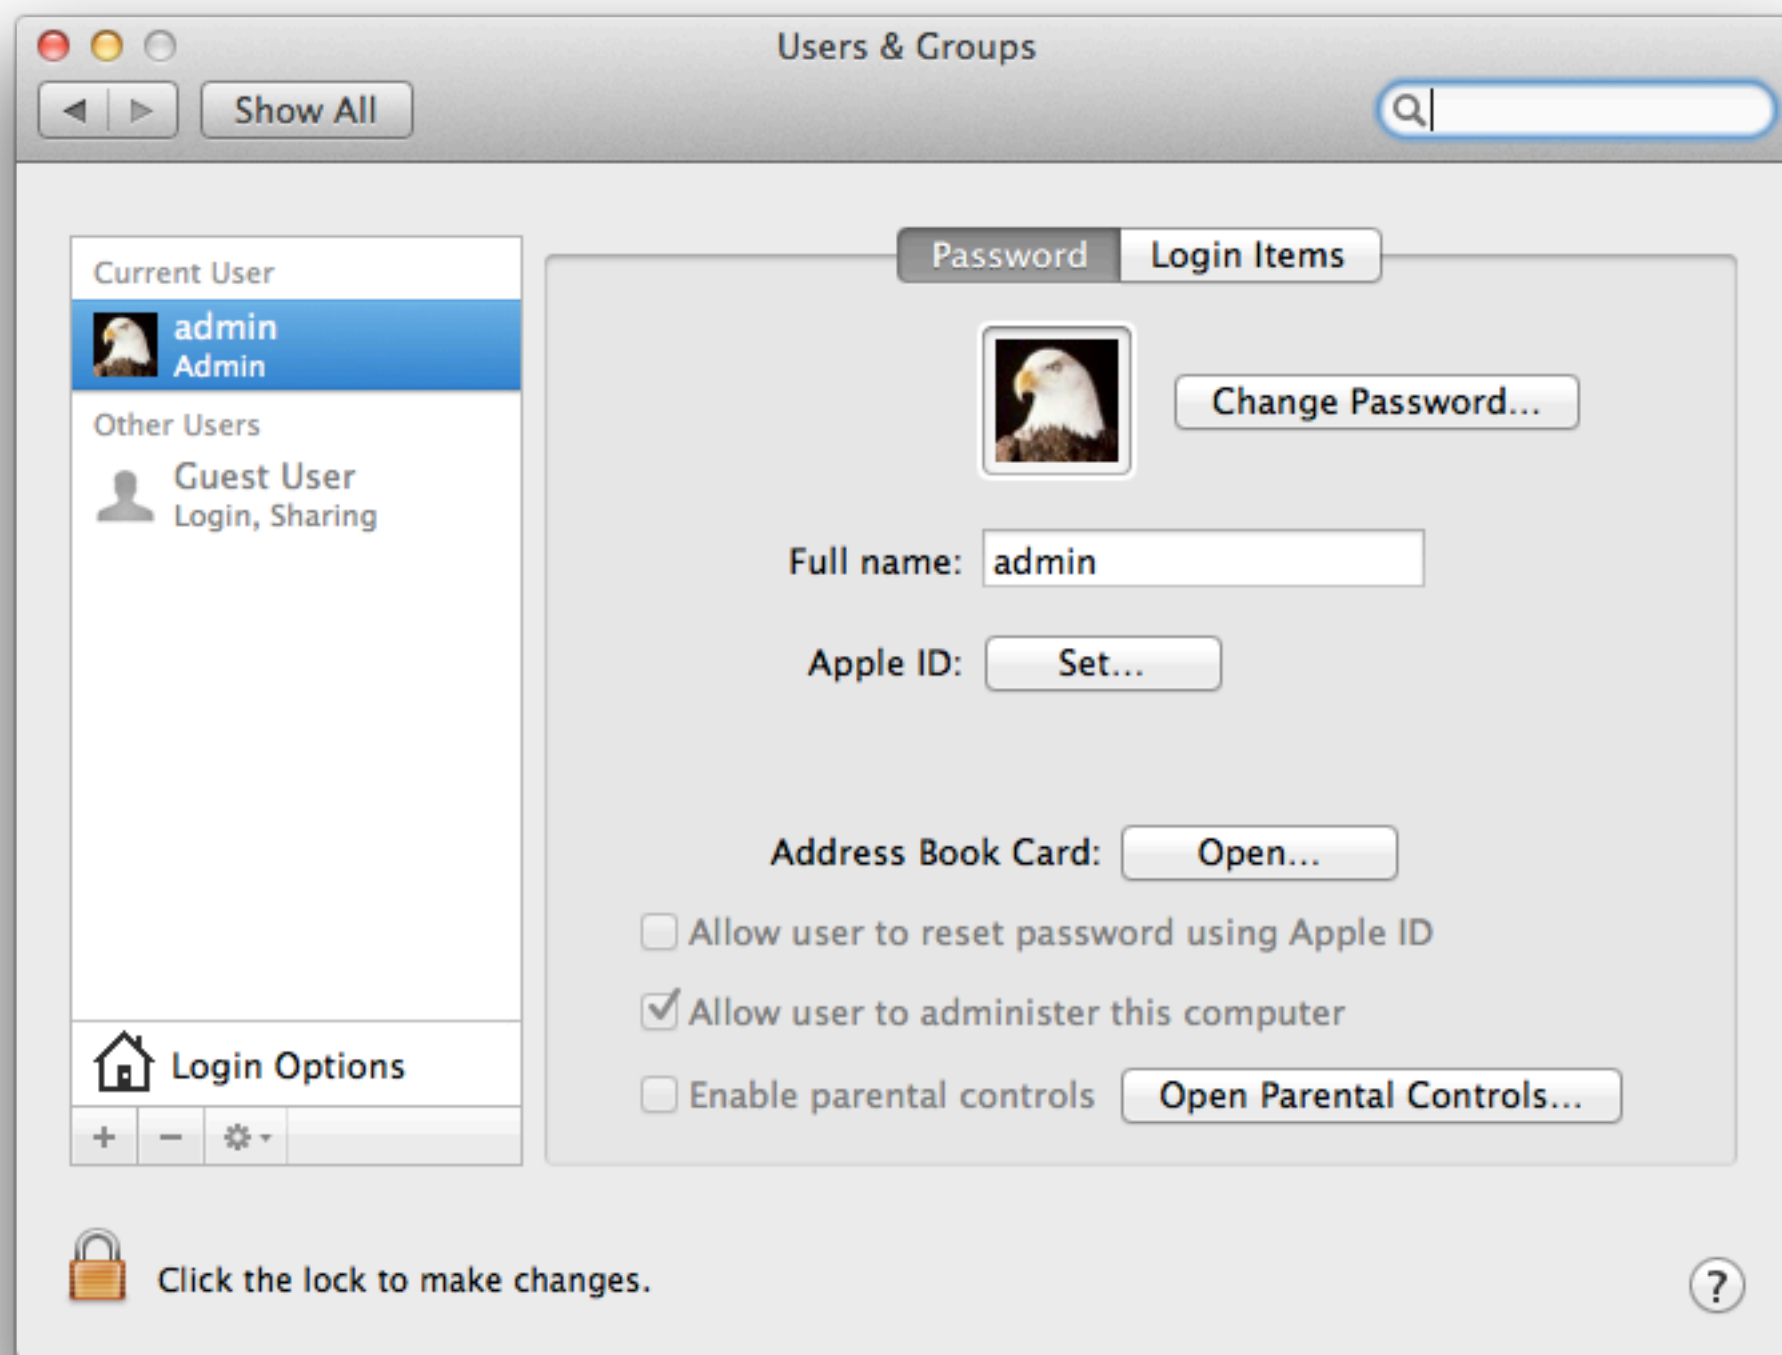 Users & Groups
Show All
Current User
admin
Admin
Other Users
Guest User
Login, Sharing
Login Options
Password
Login Items
Change Password...
Full name: admin
Apple ID: Set...
Address Book Card: Open...
Allow user to reset password using Apple ID
Allow user to administer this computer
Enable parental controls Open Parental Controls...
Click the lock to make changes.
?